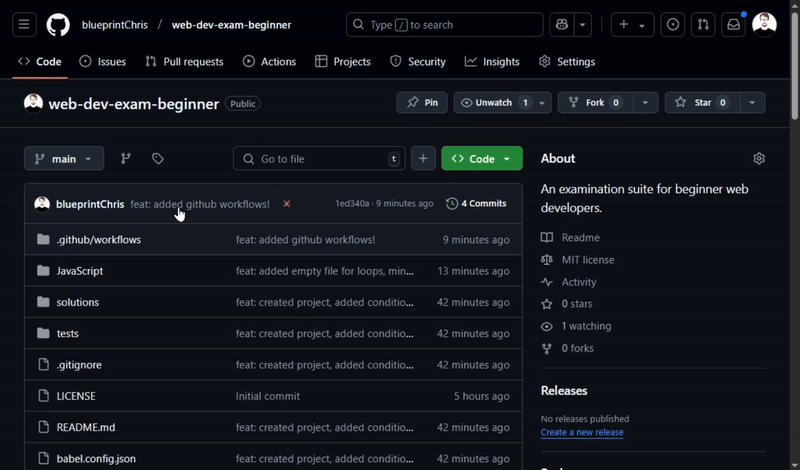 blueprintChris / web-dev-exam-beginner
Type / to search
Code Issues Pull requests Actions Projects Security Insights Settings
web-dev-exam-beginner Public
Pin Unwatch 1 Fork 0 Star 0
main Go to file t Code
About
blueprintChris feat: added github workflows! 1ed340a · 9 minutes ago 4 Commits
An examination suite for beginner web
developers.
.github/workflows feat: added github workflows! 9 minutes ago
JavaScript feat: added empty file for loops, min... 13 minutes ago
solutions feat: created project, added conditio... 42 minutes ago
tests feat: created project, added conditio... 42 minutes ago
.gitignore feat: created project, added conditio... 42 minutes ago
LICENSE Initial commit 5 hours ago
README.md feat: created project, added conditio... 42 minutes ago
babel.config.json feat: created project, added conditio... 42 minutes ago
Readme
MIT license
Activity
0 stars
1 watching
0 forks
Releases
No releases published
Create a new release